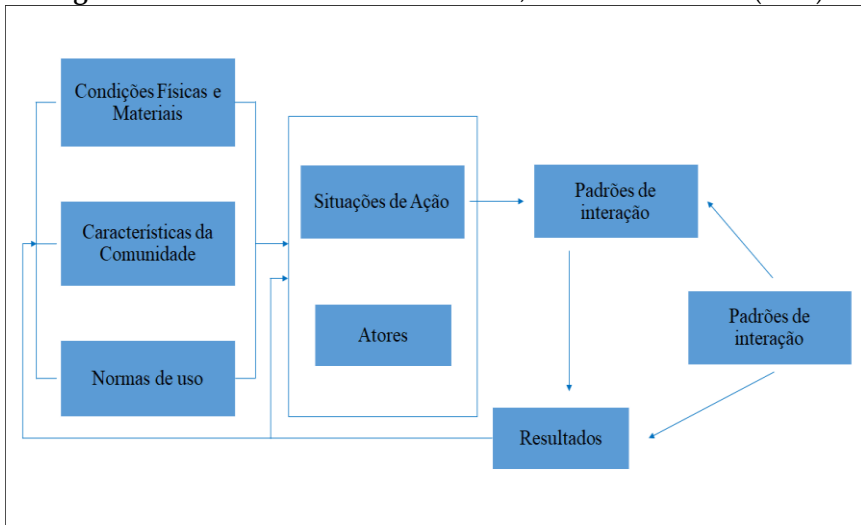 Condições Físicas e
Materiais
Características da
Comunidade
Normas de uso
Situações de Ação
Atores
Padrões de
interação
Padrões de
interação
Resultados